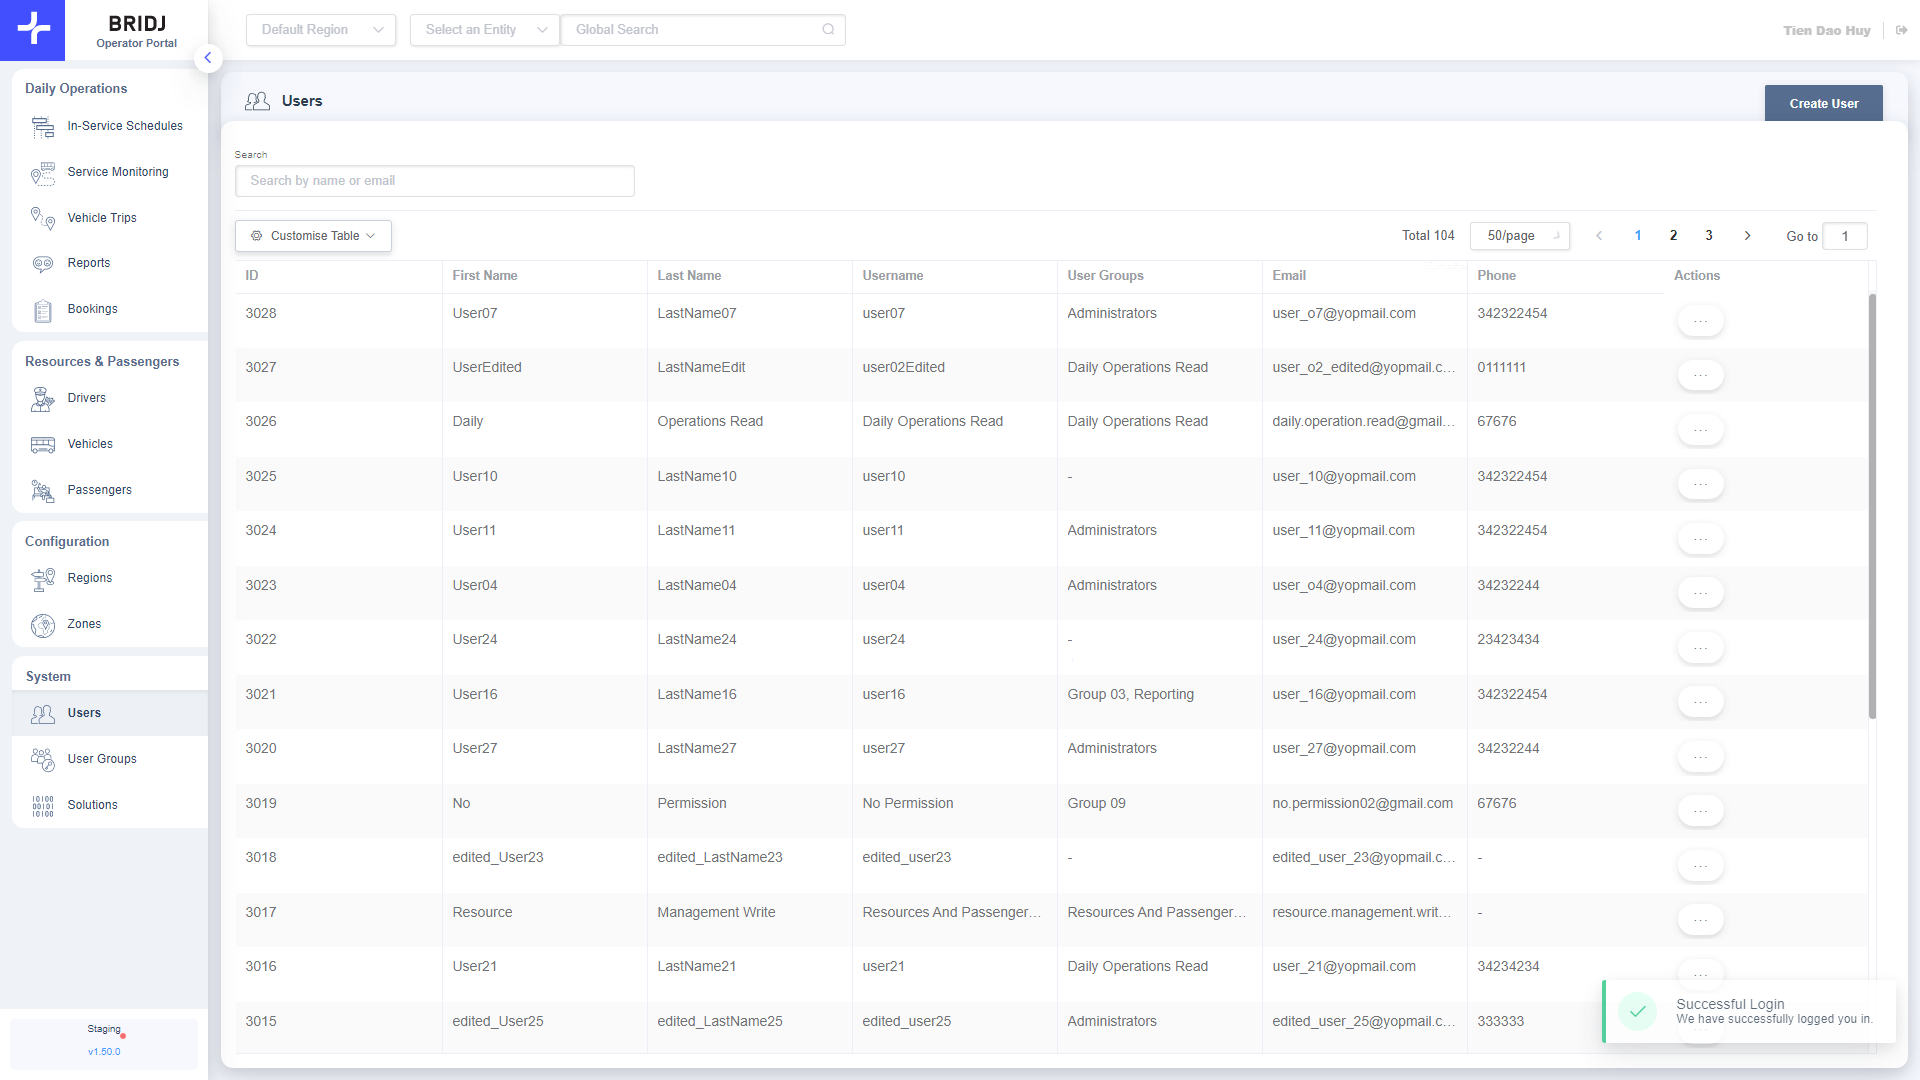 BRIDJ
Operator Portal
Default Region
Select an Entity
Global Search
Tien Dao Huy
Daily Operations
In-Service Schedules
Service Monitoring
Vehicle Trips
Reports
Bookings
Resources & Passengers
Drivers
Vehicles
Passengers
Configuration
Regions
Zones
System
Users
User Groups
10100
00101
10100
Solutions
Staging
v1.50.0
Users
Create User
Search
Search by name or email
Customise Table
Total 104 50/page 1 2 3 Go to 1
ID First Name Last Name Username User Groups Email Phone Actions
3028 User07 LastName07 user07 Administrators user_o7@yopmail.com 342322454 ...
3027 UserEdited LastNameEdit user02Edited Daily Operations Read user_o2_edited@yopmail.c... 0111111 ...
3026 Daily Operations Read Daily Operations Read Daily Operations Read daily.operation.read@gmail... 67676 ...
3025 User10 LastName10 user10 - user_10@yopmail.com 342322454 ...
3024 User11 LastName11 user11 Administrators user_11@yopmail.com 342322454 ...
3023 User04 LastName04 user04 Administrators user_o4@yopmail.com 34232244 ...
3022 User24 LastName24 user24 - user_24@yopmail.com 23423434 ...
3021 User16 LastName16 user16 Group 03, Reporting user_16@yopmail.com 342322454 ...
3020 User27 LastName27 user27 Administrators user_27@yopmail.com 34232244 ...
3019 No Permission No Permission Group 09 no.permission02@gmail.com 67676 ...
3018 edited_User23 edited_LastName23 edited_user23 - edited_user_23@yopmail.c... - ...
3017 Resource Management Write Resources And Passenger... Resources And Passenger... resource.management.writ... - ...
3016 User21 LastName21 user21 Daily Operations Read user_21@yopmail.com 34234234 ...
3015 edited_User25 edited_LastName25 edited_user25 Administrators edited_user_25@yopmail.c... 333333
Successful Login
We have successfully logged you in.